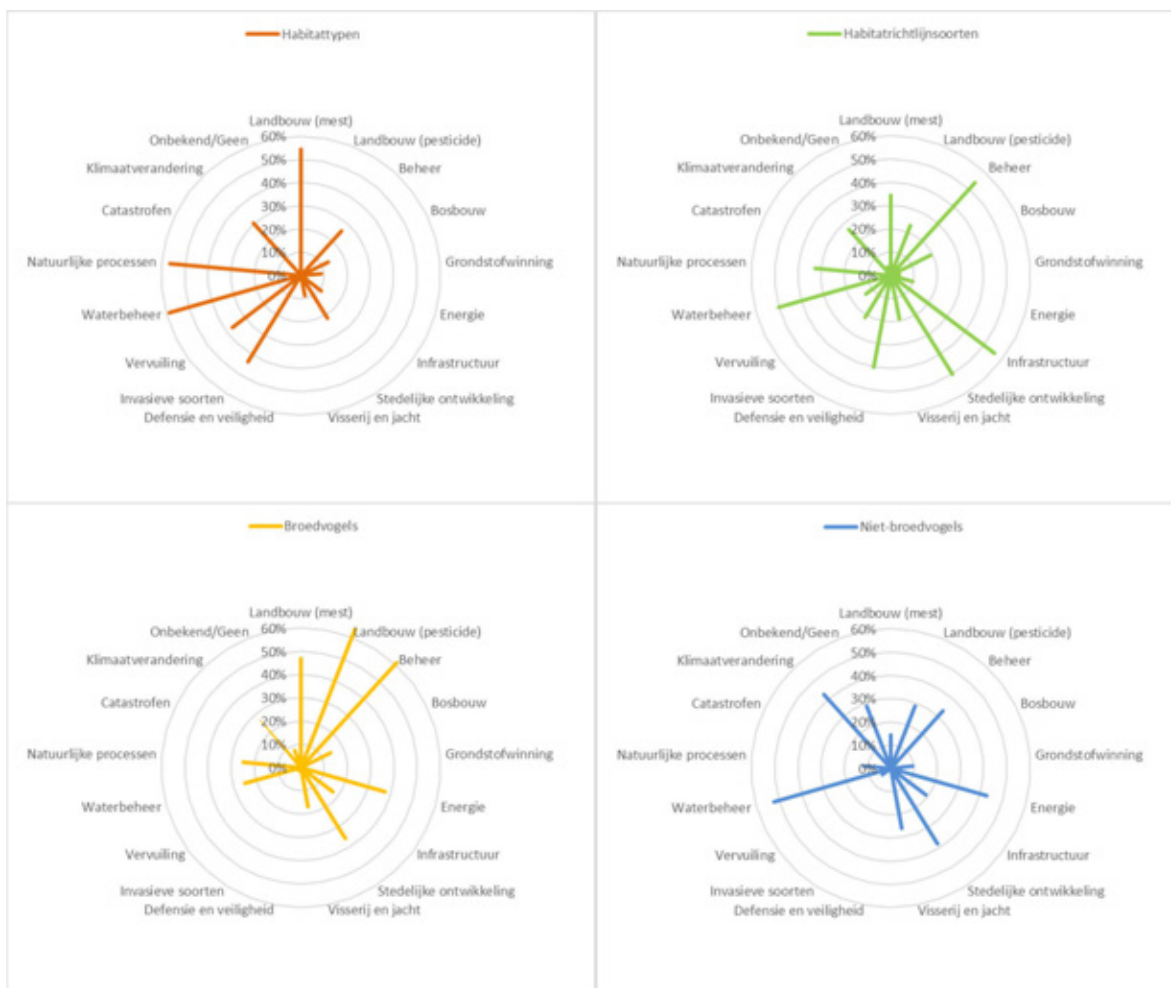 Habitattypen
Landbouw (mest)
Onbekend/Geen 60% Landbouw (pesticide)
Klimaatverandering 50% Beheer
40%
Catastrofen 30% Bosbouw
20%
Natuurlijke processen 10% Grondstofwinning
0%
Waterbeheer Energie
Vervuiling Infrastructuur
Invasieve soorten Stedelijke ontwikkeling
Defensie en veiligheid Visserij en jacht
Habitatrichtlijnsoorten
Landbouw (mest)
Onbekend/Geen 60% Landbouw (pesticide)
Klimaatverandering 50% Beheer
40%
Catastrofen 30% Bosbouw
20%
Natuurlijke processen 10% Grondstofwinning
0%
Waterbeheer Energie
Vervuiling Infrastructuur
Invasieve soorten Stedelijke ontwikkeling
Defensie en veiligheid Visserij en jacht
Broedvogels
Landbouw (mest)
Onbekend/Geen 60% Landbouw (pesticide)
Klimaatverandering 50% Beheer
40%
Catastrofen 30% Bosbouw
20%
Natuurlijke processen 10% Grondstofwinning
0%
Waterbeheer Energie
Vervuiling Infrastructuur
Invasieve soorten Stedelijke ontwikkeling
Defensie en veiligheid Visserij en jacht
Niet-broedvogels
Landbouw (mest)
Onbekend/Geen 60% Landbouw (pesticide)
Klimaatverandering 50% Beheer
40%
Catastrofen 30% Bosbouw
20%
Natuurlijke processen 10% Grondstofwinning
0%
Waterbeheer Energie
Vervuiling Infrastructuur
Invasieve soorten Stedelijke ontwikkeling
Defensie en veiligheid Visserij en jacht